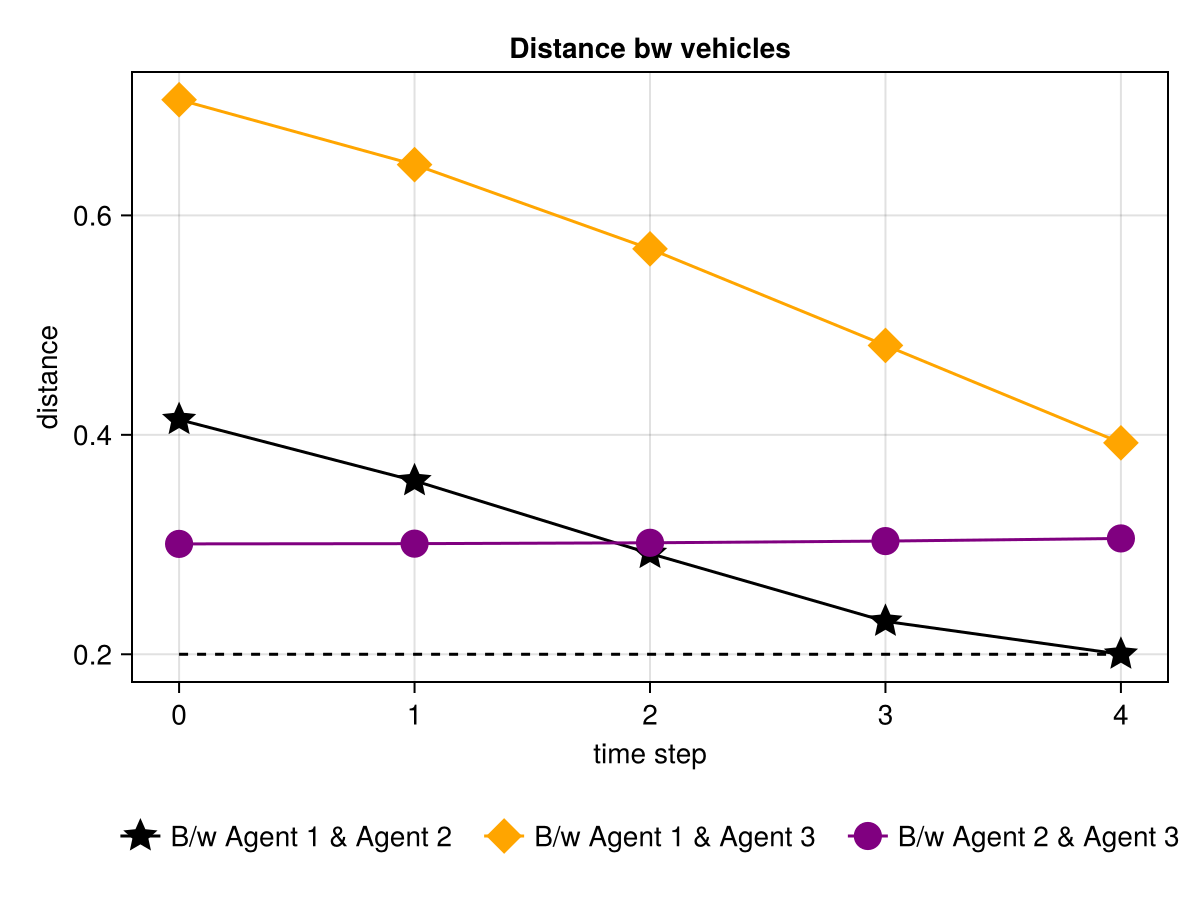 Distance bw vehicles
distance
0.6
0.4
0.2
0 1 2 3 4
time step
B/w Agent 1 & Agent 2 B/w Agent 1 & Agent 3 B/w Agent 2 & Agent 3